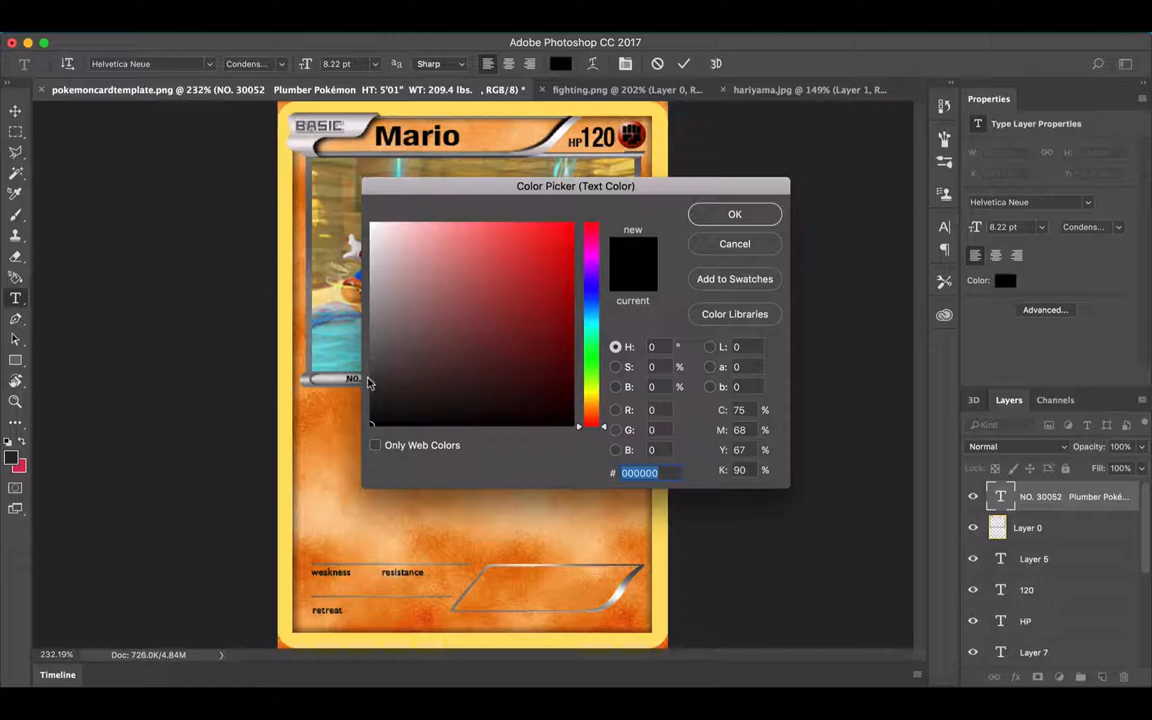 Adobe Photoshop CC 2017
Helvetica Neue Condens... 8.22 pt aa Sharp 3D
pokemoncardtemplate.png @ 232% (NO. 30052 Plumber Pokémon HT: 5'01" WT: 209.4 lbs. , RGB/8) *
fighting.png @ 202% (Layer 0, R...
hariyama.jpg @ 149% (Layer 1, R...
BASIC
Mario
HP120
NO.
weakness resistance
retreat
Color Picker (Text Color)
new
current
OK
Cancel
Add to Swatches
Color Libraries
H: 0 °
S: 0 %
B: 0 %
R: 0
G: 0
B: 0
# 000000
L: 0
a: 0
b: 0
C: 75 %
M: 68 %
Y: 67 %
K: 90 %
Only Web Colors
Properties
Type Layer Properties
W:
H:
X:
Y:
Helvetica Neue
8.22 pt Condens...
Color:
Advanced...
3D Layers Channels
Kind
Normal Opacity: 100%
Lock: Fill: 100%
NO. 30052 Plumber Poké...
Layer 0
Layer 5
120
HP
Layer 7
232.19% Doc: 726.0K/4.84M
Timeline